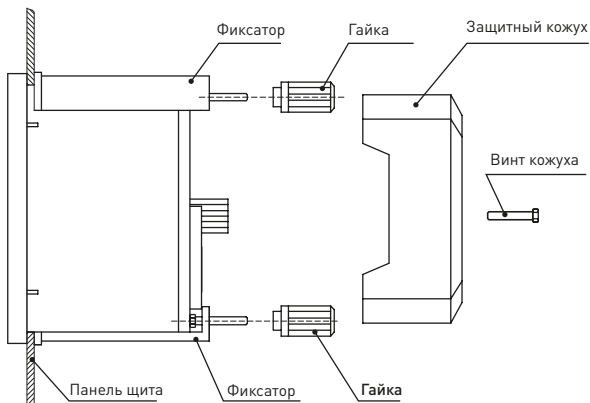 Фиксатор
Гайка
Защитный кожух
Винт кожуха
Панель щита
Фиксатор
Гайка